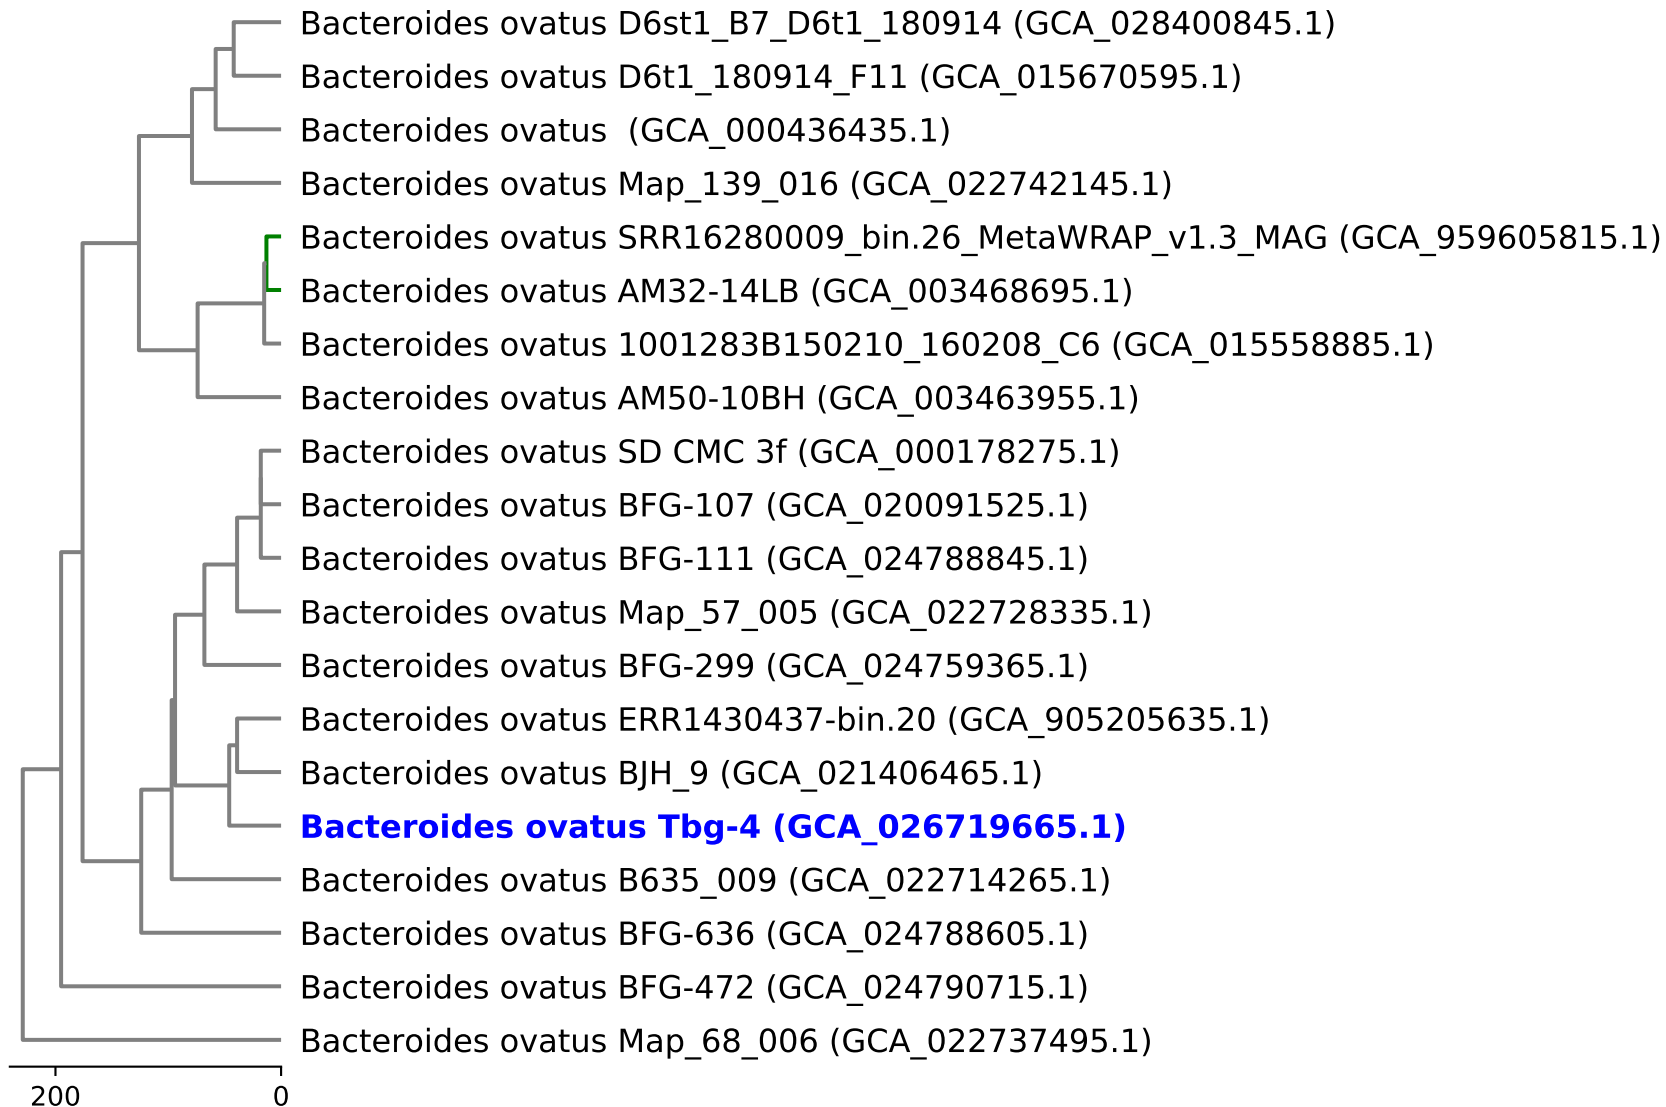 Bacteroides ovatus D6st1_B7_D6t1_180914 (GCA_028400845.1)
Bacteroides ovatus D6t1_180914_F11 (GCA_015670595.1)
Bacteroides ovatus  (GCA_000436435.1)
Bacteroides ovatus Map_139_016 (GCA_022742145.1)
Bacteroides ovatus SRR16280009_bin.26_MetaWRAP_v1.3_MAG (GCA_959605815.1)
Bacteroides ovatus AM32-14LB (GCA_003468695.1)
Bacteroides ovatus 1001283B150210_160208_C6 (GCA_015558885.1)
Bacteroides ovatus AM50-10BH (GCA_003463955.1)
Bacteroides ovatus SD CMC 3f (GCA_000178275.1)
Bacteroides ovatus BFG-107 (GCA_020091525.1)
Bacteroides ovatus BFG-111 (GCA_024788845.1)
Bacteroides ovatus Map_57_005 (GCA_022728335.1)
Bacteroides ovatus BFG-299 (GCA_024759365.1)
Bacteroides ovatus ERR1430437-bin.20 (GCA_905205635.1)
Bacteroides ovatus BJH_9 (GCA_021406465.1)
Bacteroides ovatus Tbg-4 (GCA_026719665.1)
Bacteroides ovatus B635_009 (GCA_022714265.1)
Bacteroides ovatus BFG-636 (GCA_024788605.1)
Bacteroides ovatus BFG-472 (GCA_024790715.1)
Bacteroides ovatus Map_68_006 (GCA_022737495.1)
200 0